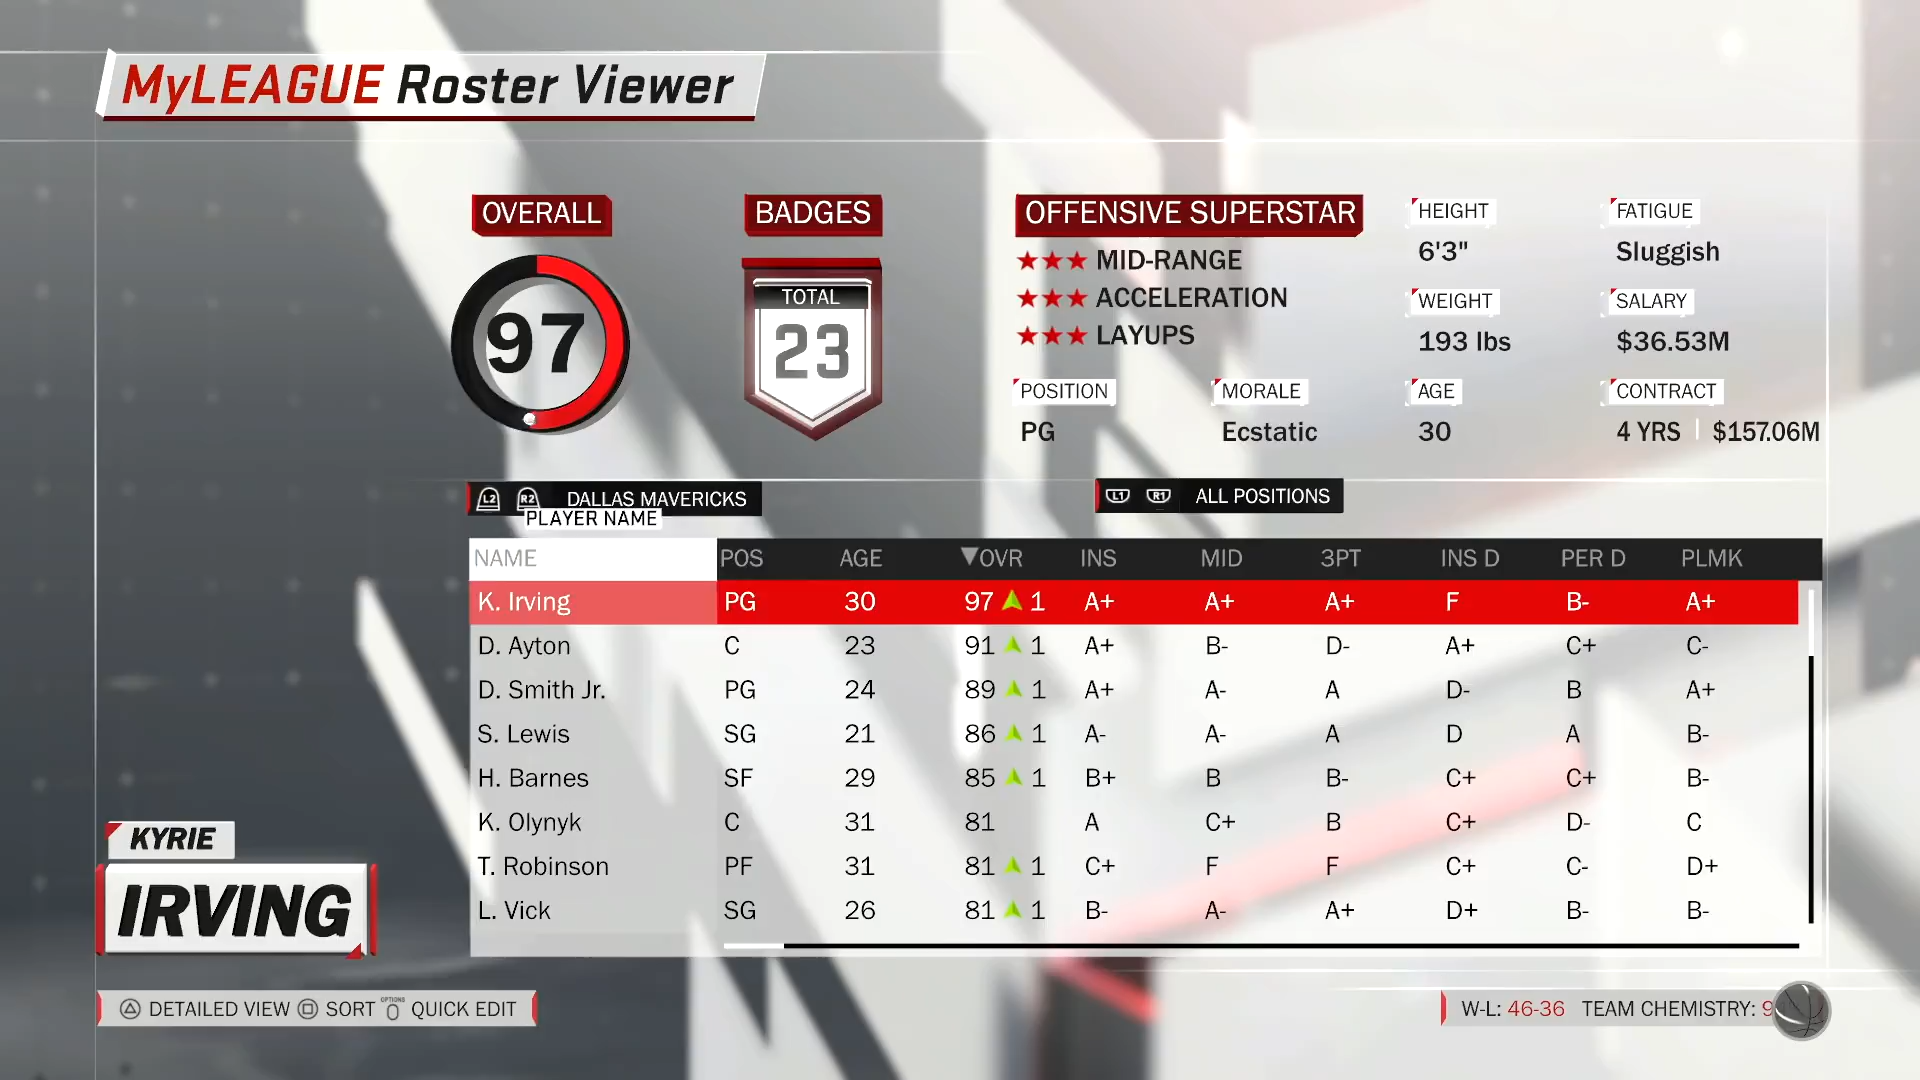 MyLEAGUE Roster Viewer
OVERALL
97
BADGES
TOTAL
23
OFFENSIVE SUPERSTAR
★★★ MID-RANGE
★★★ ACCELERATION
★★★ LAYUPS
HEIGHT
6'3"
FATIGUE
Sluggish
WEIGHT
193 lbs
SALARY
$36.53M
POSITION
PG
MORALE
Ecstatic
AGE
30
CONTRACT
4 YRS $157.06M
L2 R2 DALLAS MAVERICKS
PLAYER NAME
L1 R1 ALL POSITIONS
NAME POS AGE ▼OVR INS MID 3PT INS D PER D PLMK
K. Irving PG 30 97 1 A+ A+ A+ F B- A+
D. Ayton C 23 91 1 A+ B- D- A+ C+ C-
D. Smith Jr. PG 24 89 1 A+ A- A D- B A+
S. Lewis SG 21 86 1 A- A- A D A B-
H. Barnes SF 29 85 1 B+ B B- C+ C+ B-
K. Olynyk C 31 81 A C+ B C+ D- C
T. Robinson PF 31 81 1 C+ F F C+ C- D+
L. Vick SG 26 81 1 B- A- A+ D+ B- B-
KYRIE
IRVING
DETAILED VIEW SORT OPTIONS QUICK EDIT
W-L: 46-36 TEAM CHEMISTRY: